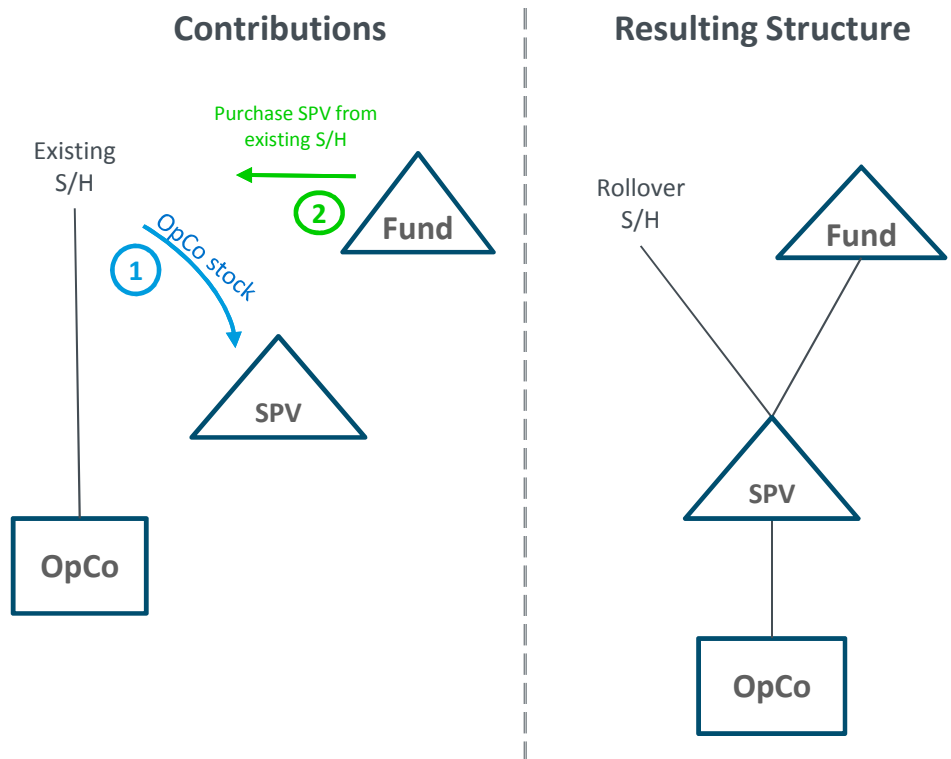 Contributions
Purchase SPV from
existing S/H
Existing
S/H
2
Fund
1
OpCo stock
SPV
OpCo
Resulting Structure
Rollover
S/H
Fund
SPV
OpCo